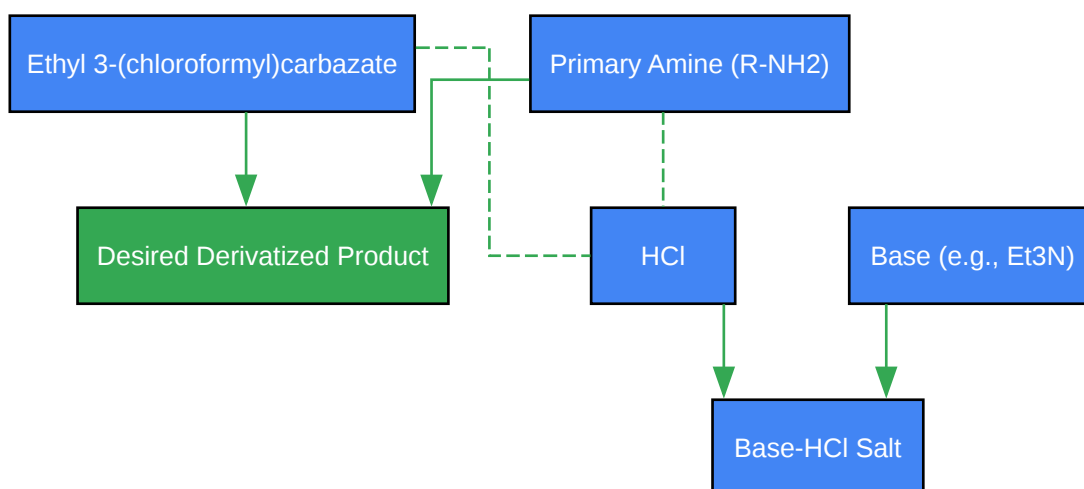 Ethyl 3-(chloroformyl)carbazate
Primary Amine (R-NH2)
Desired Derivatized Product
HCl
Base (e.g., Et3N)
Base-HCl Salt